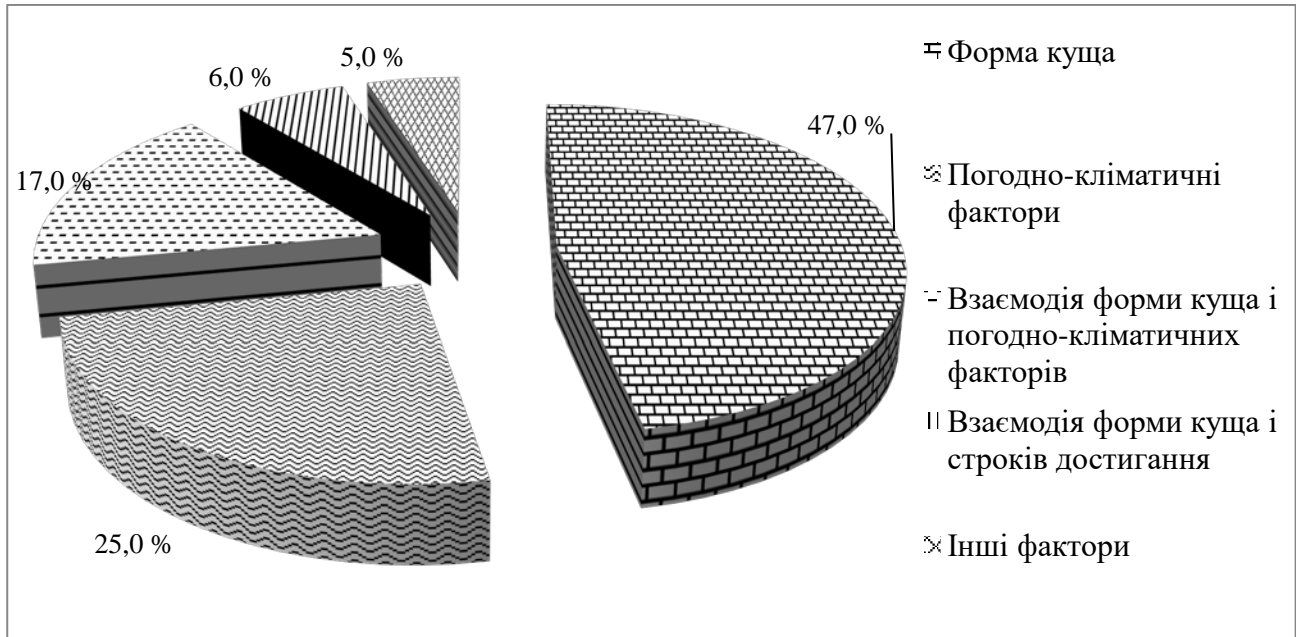 5,0 %
6,0 %
47,0 %
17,0 %
25,0 %
Форма куща
Погодно-кліматичні
фактори
Взаємодія форми куща і
погодно-кліматичних
факторів
Взаємодія форми куща і
строків достигання
Інші фактори